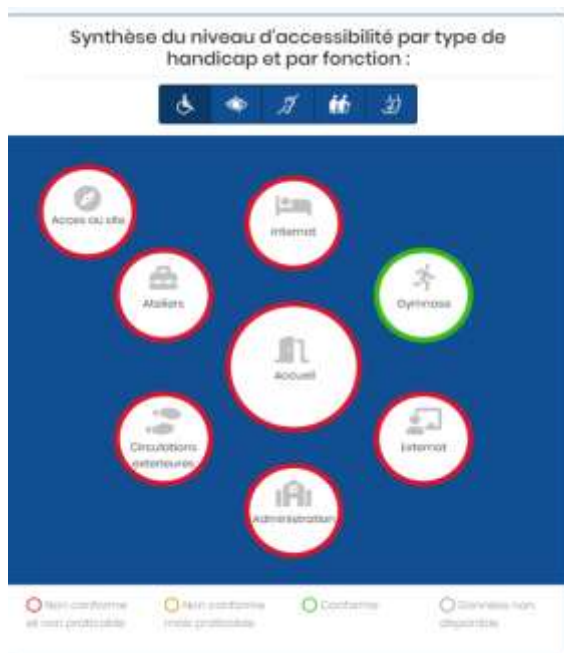 Synthèse du niveau d'accessibilité par type de
handicap et par fonction :
Accès au site
Internat
Ateliers
Gymnase
Accueil
Circulations
extérieures
Externat
Administration
Non conforme
et non praticable
Non conforme
mais praticable
Conforme
Données non
disponible